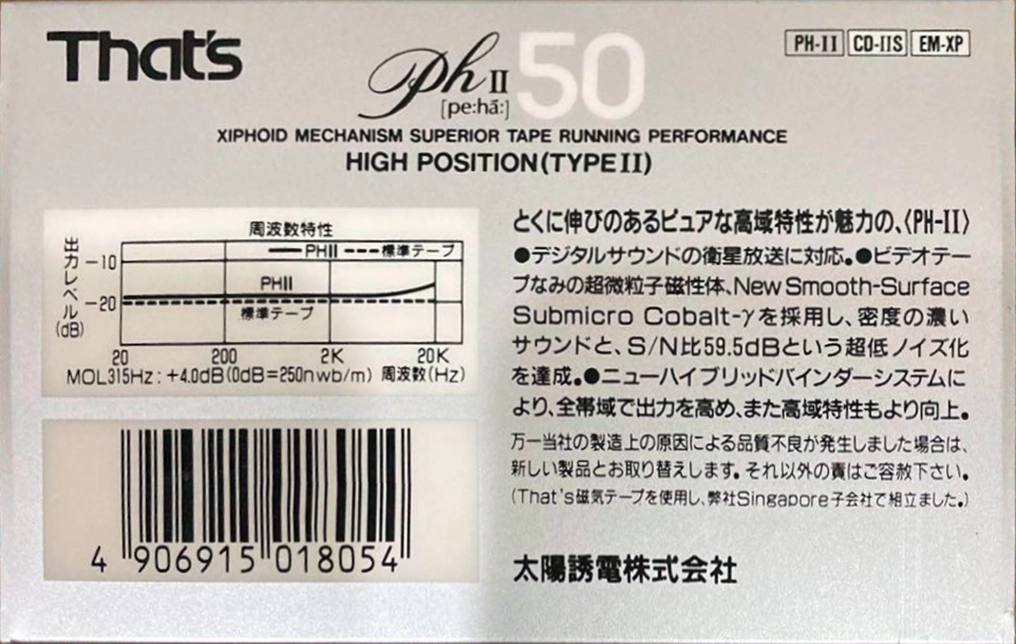 That's
Ph II 50
[pe:hā:]
PH-II CD-IIS EM-XP
XIPHOID MECHANISM SUPERIOR TAPE RUNNING PERFORMANCE
HIGH POSITION(TYPE II)
周波数特性
PHII 標準テープ
出力レベル(dB)
-10
PHII
-20
標準テープ
20 200 2K 20K
MOL315Hz: +4.0dB(0dB=250nwb/m) 周波数(Hz)
4 906915 018054
とくに伸びのあるピュアな高域特性が魅力の、〈PH-II〉
●デジタルサウンドの衛星放送に対応。●ビデオテー
プなみの超微粒子磁性体、New Smooth-Surface
Submicro Cobalt-γを採用し、密度の濃い
サウンドと、S/N比59.5dBという超低ノイズ化
を達成。●ニューハイブリッドバインダーシステムに
より、全帯域で出力を高め、また高域特性もより向上。
万一当社の製造上の原因による品質不良が発生しました場合は、
新しい製品とお取り替えします。それ以外の責はご容赦下さい。
(That's磁気テープを使用し、弊社Singapore子会社で組立ました。)
太陽誘電株式会社